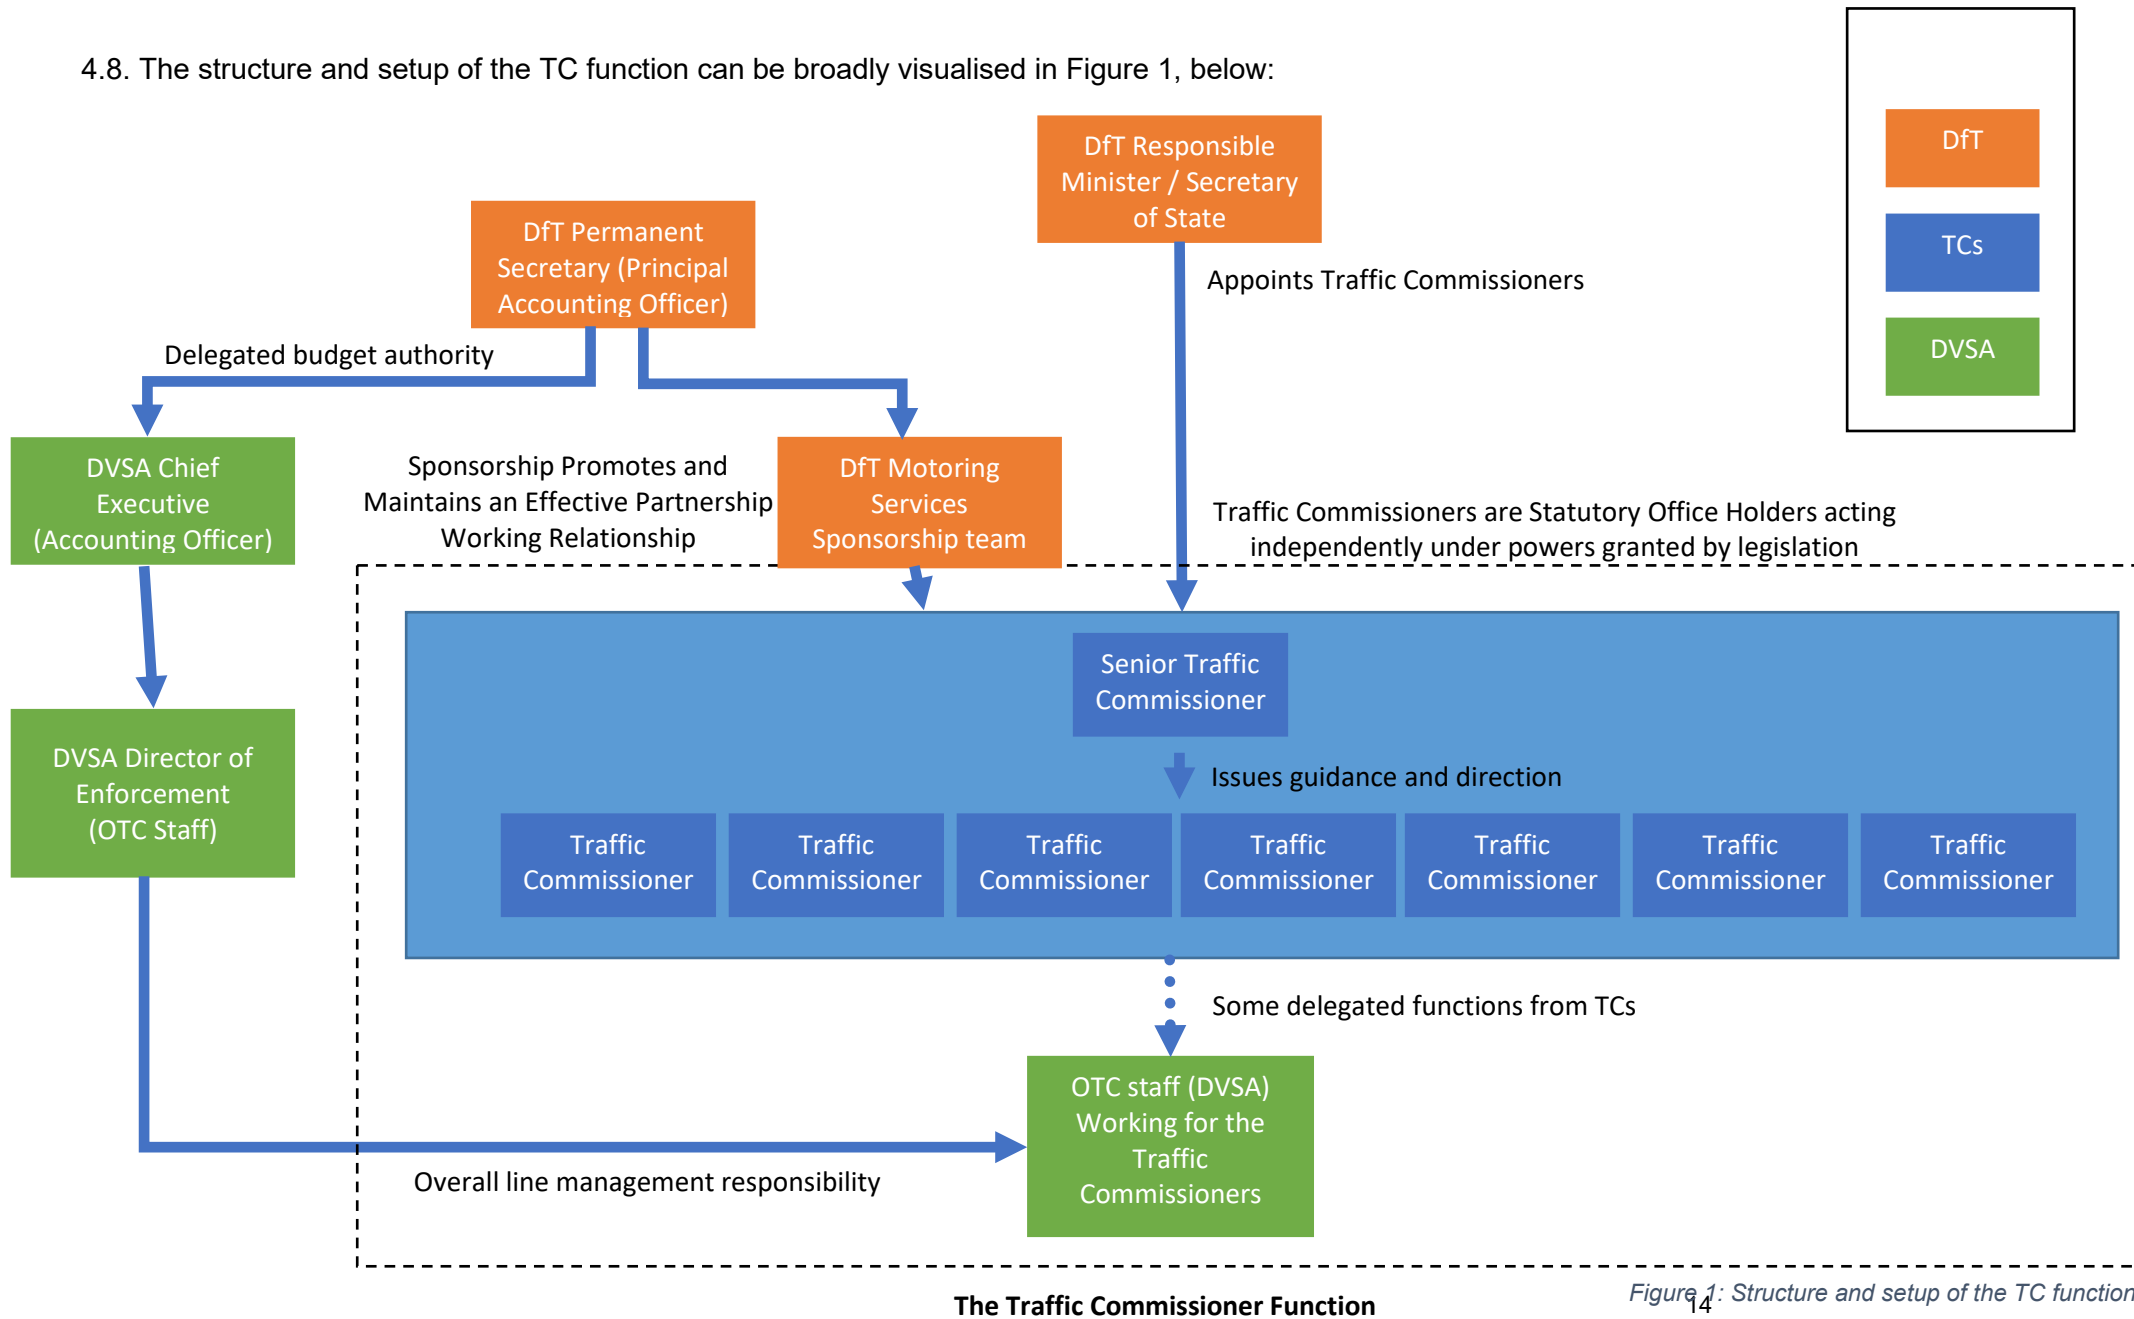 4.8. The structure and setup of the TC function can be broadly visualised in Figure 1, below:
DfT
TCs
DVSA
DfT Responsible
Minister / Secretary
of State
DfT Permanent
Secretary (Principal
Accounting Officer)
Appoints Traffic Commissioners
Delegated budget authority
DVSA Chief
Executive
(Accounting Officer)
Sponsorship Promotes and
Maintains an Effective Partnership
Working Relationship
DfT Motoring
Services
Sponsorship team
Traffic Commissioners are Statutory Office Holders acting
independently under powers granted by legislation
Senior Traffic
Commissioner
DVSA Director of
Enforcement
(OTC Staff)
Issues guidance and direction
Traffic
Commissioner
Traffic
Commissioner
Traffic
Commissioner
Traffic
Commissioner
Traffic
Commissioner
Traffic
Commissioner
Traffic
Commissioner
Some delegated functions from TCs
OTC staff (DVSA)
Working for the
Traffic
Commissioners
Overall line management responsibility
The Traffic Commissioner Function
Figure 1: Structure and setup of the TC function
14